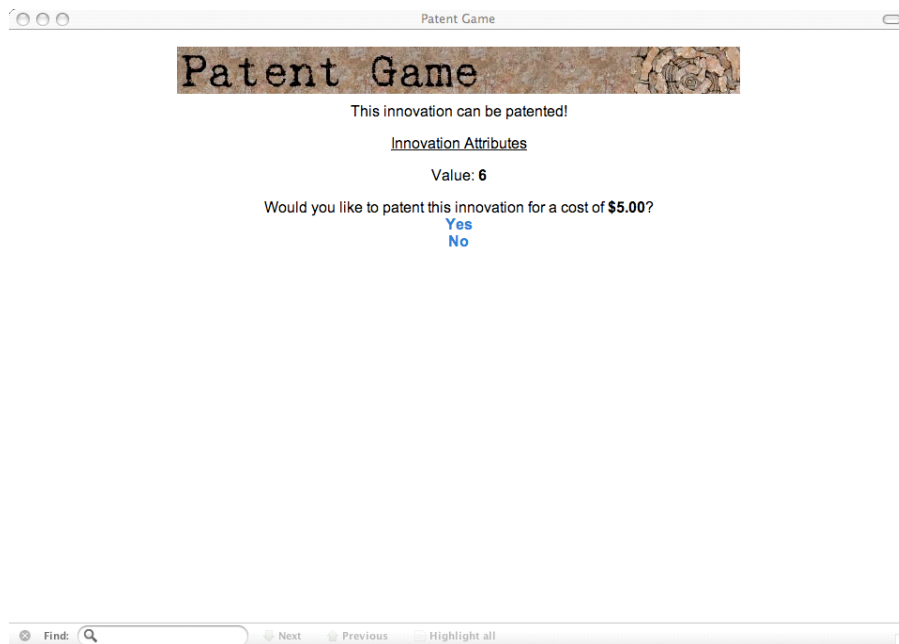 Patent Game
Patent Game
This innovation can be patented!
Innovation Attributes
Value: 6
Would you like to patent this innovation for a cost of $5.00?
Yes
No
Find:
Next
Previous
Highlight all